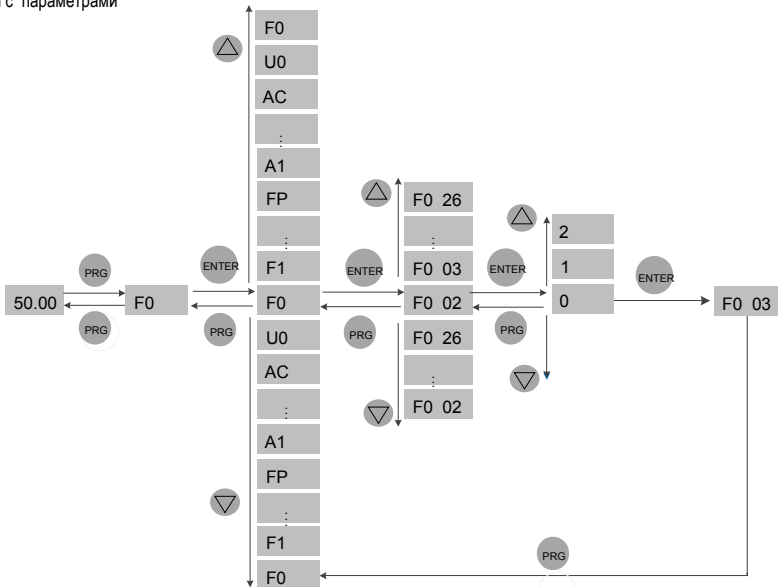 с параметрами
F0
U0
AC
⋮
A1
FP
⋮
F1
F0
U0
AC
⋮
A1
FP
⋮
F1
F0
50.00
PRG
PRG
F0
ENTER
PRG
ENTER
PRG
F0 26
⋮
F0 03
F0 02
F0 26
⋮
F0 02
ENTER
PRG
2
1
0
ENTER
F0 03
PRG